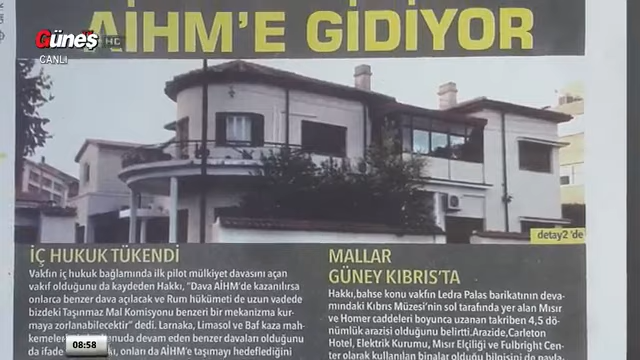 AİHM'E GİDİYOR
Güneş HD
CANLI
detay2'de
İÇ HUKUK TÜKENDİ
Vakfın iç hukuk bağlamında ilk pilot mülkiyet davasını açan
vakıf olduğunu da kaydeden Hakkı, "Dava AİHM'de kazanılırsa
onlarca benzer dava açılacak ve Rum hükümeti de uzun vadede
bizdeki Taşınmaz Mal Komisyonu benzeri bir mekanizma kur-
maya zorlanabilecektir" dedi. Larnaka, Limasol ve Baf kaza mah-
kemeler nunuda devam eden benzer davaları olduğunu
da ifade kkı, onları da AİHM'e taşımayı hedeflediğini
08:58
MALLAR
GÜNEY KIBRIS'TA
Hakkı, bahse konu vakfın Ledra Palas barikatının deva-
mındaki Kıbrıs Müzesi'nin sol tarafında yer alan Mısır
ve Homer caddeleri boyunca uzanan takriben 4,5 dö-
nümlük arazisi olduğunu belirtti. Arazide, Carleton
Hotel, Elektrik Kurumu, Mısır Elçiliği ve Fulbright Cen-
ter olarak kullanılan binalar olduğu bilgisini de payla-